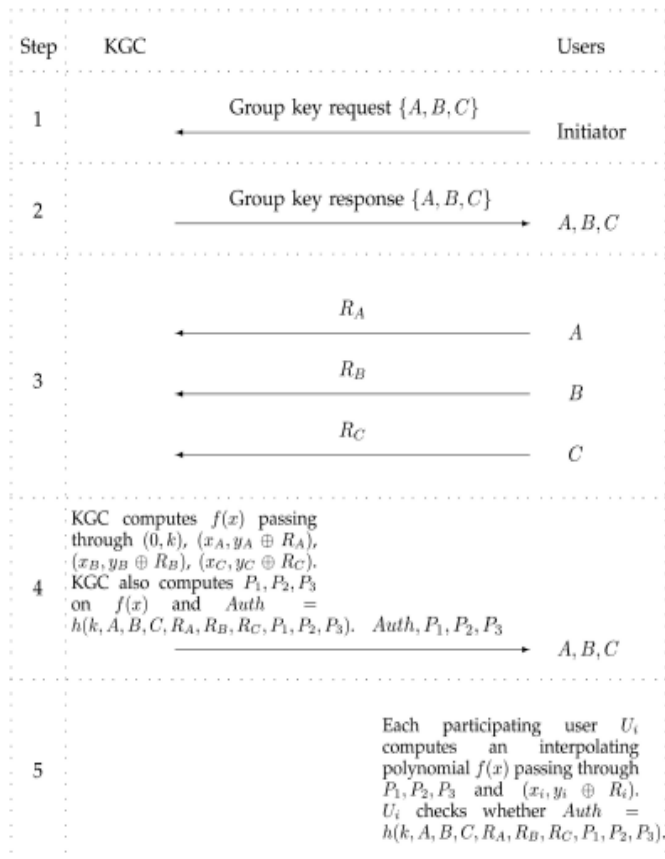 Step KGC Users
1 Group key request {A, B, C} Initiator
2 Group key response {A, B, C} A, B, C
R_A A
3 R_B B
R_C C
KGC computes f(x) passing
through (0, k), (x_A, y_A ⊕ R_A),
(x_B, y_B ⊕ R_B), (x_C, y_C ⊕ R_C).
4 KGC also computes P_1, P_2, P_3
on f(x) and Auth =
h(k, A, B, C, R_A, R_B, R_C, P_1, P_2, P_3). Auth, P_1, P_2, P_3
A, B, C
Each participating user U_i
computes an interpolating
5 polynomial f(x) passing through
P_1, P_2, P_3 and (x_i, y_i ⊕ R_i).
U_i checks whether Auth =
h(k, A, B, C, R_A, R_B, R_C, P_1, P_2, P_3).